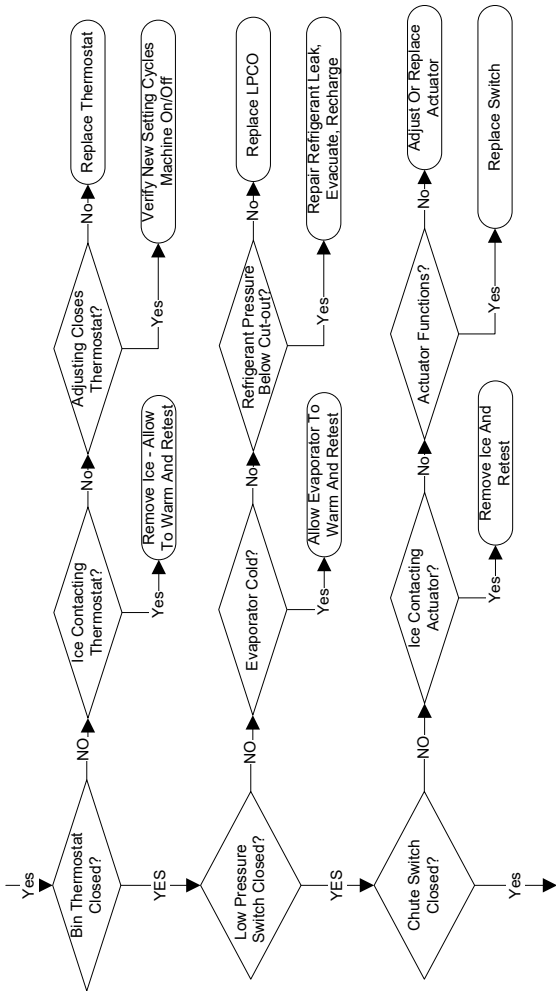 Yes
Bin Thermostat
Closed?
NO
Ice Contacting
Thermostat?
No
Adjusting Closes
Thermostat?
No
Replace Thermostat
Yes
Remove Ice - Allow
To Warm And Retest
Yes
Verify New Setting Cycles
Machine On/Off
YES
Low Pressure
Switch Closed?
NO
Evaporator Cold?
No
Refrigerant Pressure
Below Cut-out?
No
Replace LPCO
Yes
Allow Evaporator To
Warm And Retest
Yes
Repair Refrigerant Leak,
Evacuate, Recharge
YES
Chute Switch
Closed?
NO
Ice Contacting
Actuator?
No
Actuator Functions?
No
Adjust Or Replace
Actuator
Yes
Remove Ice And
Retest
Yes
Replace Switch
Yes